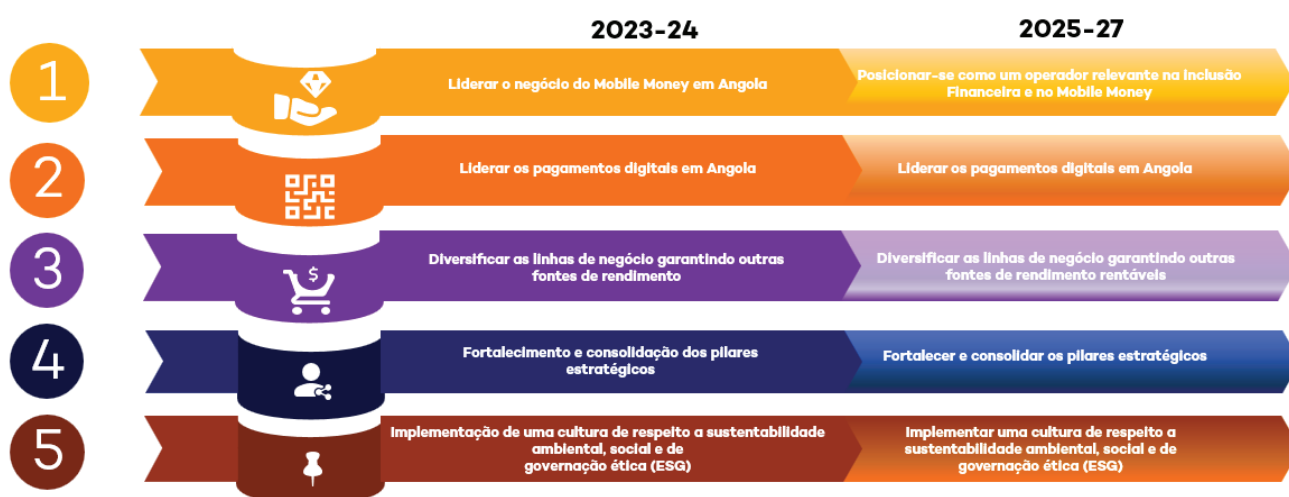 2023-24
2025-27
1
Liderar o negócio do Mobile Money em Angola
Posicionar-se como um operador relevante na inclusão
Financeira e no Mobile Money
2
Liderar os pagamentos digitais em Angola
Liderar os pagamentos digitais em Angola
3
$
Diversificar as linhas de negócio garantindo outras
fontes de rendimento
Diversificar as linhas de negócio garantindo outras
fontes de rendimento rentáveis
4
Fortalecimento e consolidação dos pilares
estratégicos
Fortalecer e consolidar os pilares estratégicos
5
Implementação de uma cultura de respeito a sustentabilidade
ambiental, social e de
governação ética (ESG)
Implementar uma cultura de respeito a
sustentabilidade ambiental, social e de
governação ética (ESG)